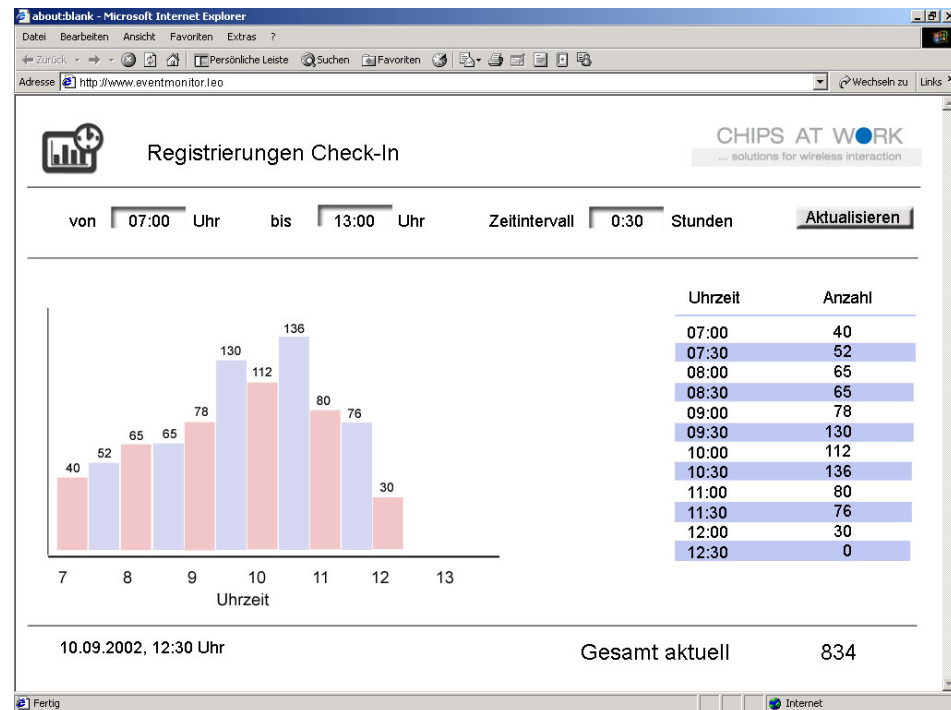 about:blank - Microsoft Internet Explorer
Datei Bearbeiten Ansicht Favoriten Extras ?
Zurück Persönliche Leiste Suchen Favoriten
Adresse http://www.eventmonitor.leo Wechseln zu Links
Registrierungen Check-In
CHIPS AT WORK
... solutions for wireless interaction
von 07:00 Uhr bis 13:00 Uhr Zeitintervall 0:30 Stunden Aktualisieren
40 52 65 65 78 130 112 136 80 76 30
7 8 9 10 11 12 13
Uhrzeit
Uhrzeit Anzahl
07:00 40
07:30 52
08:00 65
08:30 65
09:00 78
09:30 130
10:00 112
10:30 136
11:00 80
11:30 76
12:00 30
12:30 0
10.09.2002, 12:30 Uhr
Gesamt aktuell 834
Fertig Internet